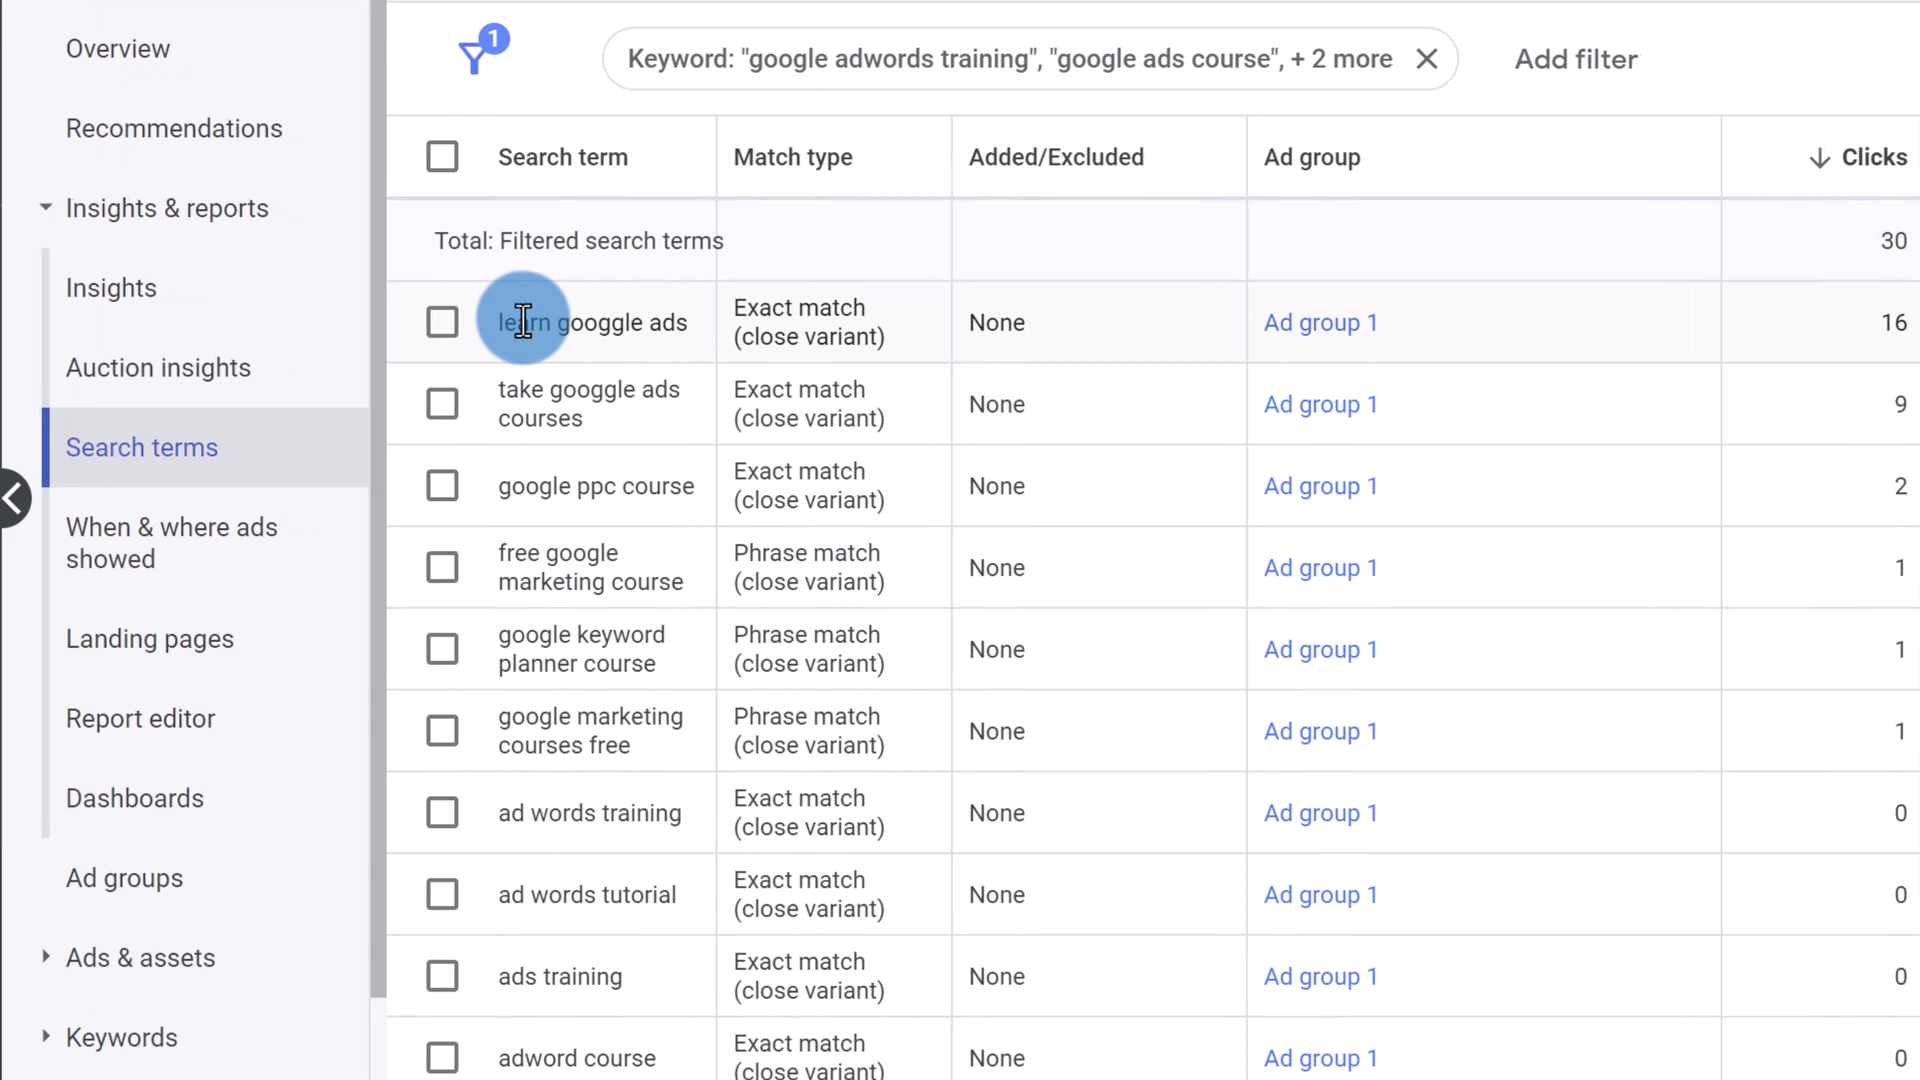 Overview
Recommendations
Insights & reports
Insights
Auction insights
Search terms
When & where ads
showed
Landing pages
Report editor
Dashboards
Ad groups
Ads & assets
Keywords
1
Keyword: "google adwords training", "google ads course", + 2 more
Add filter
Search term Match type Added/Excluded Ad group Clicks
Total: Filtered search terms 30
learn googgle ads Exact match
(close variant) None Ad group 1 16
take googgle ads
courses Exact match
(close variant) None Ad group 1 9
google ppc course Exact match
(close variant) None Ad group 1 2
free google
marketing course Phrase match
(close variant) None Ad group 1 1
google keyword
planner course Phrase match
(close variant) None Ad group 1 1
google marketing
courses free Phrase match
(close variant) None Ad group 1 1
ad words training Exact match
(close variant) None Ad group 1 0
ad words tutorial Exact match
(close variant) None Ad group 1 0
ads training Exact match
(close variant) None Ad group 1 0
adword course Exact match
(close variant) None Ad group 1 0